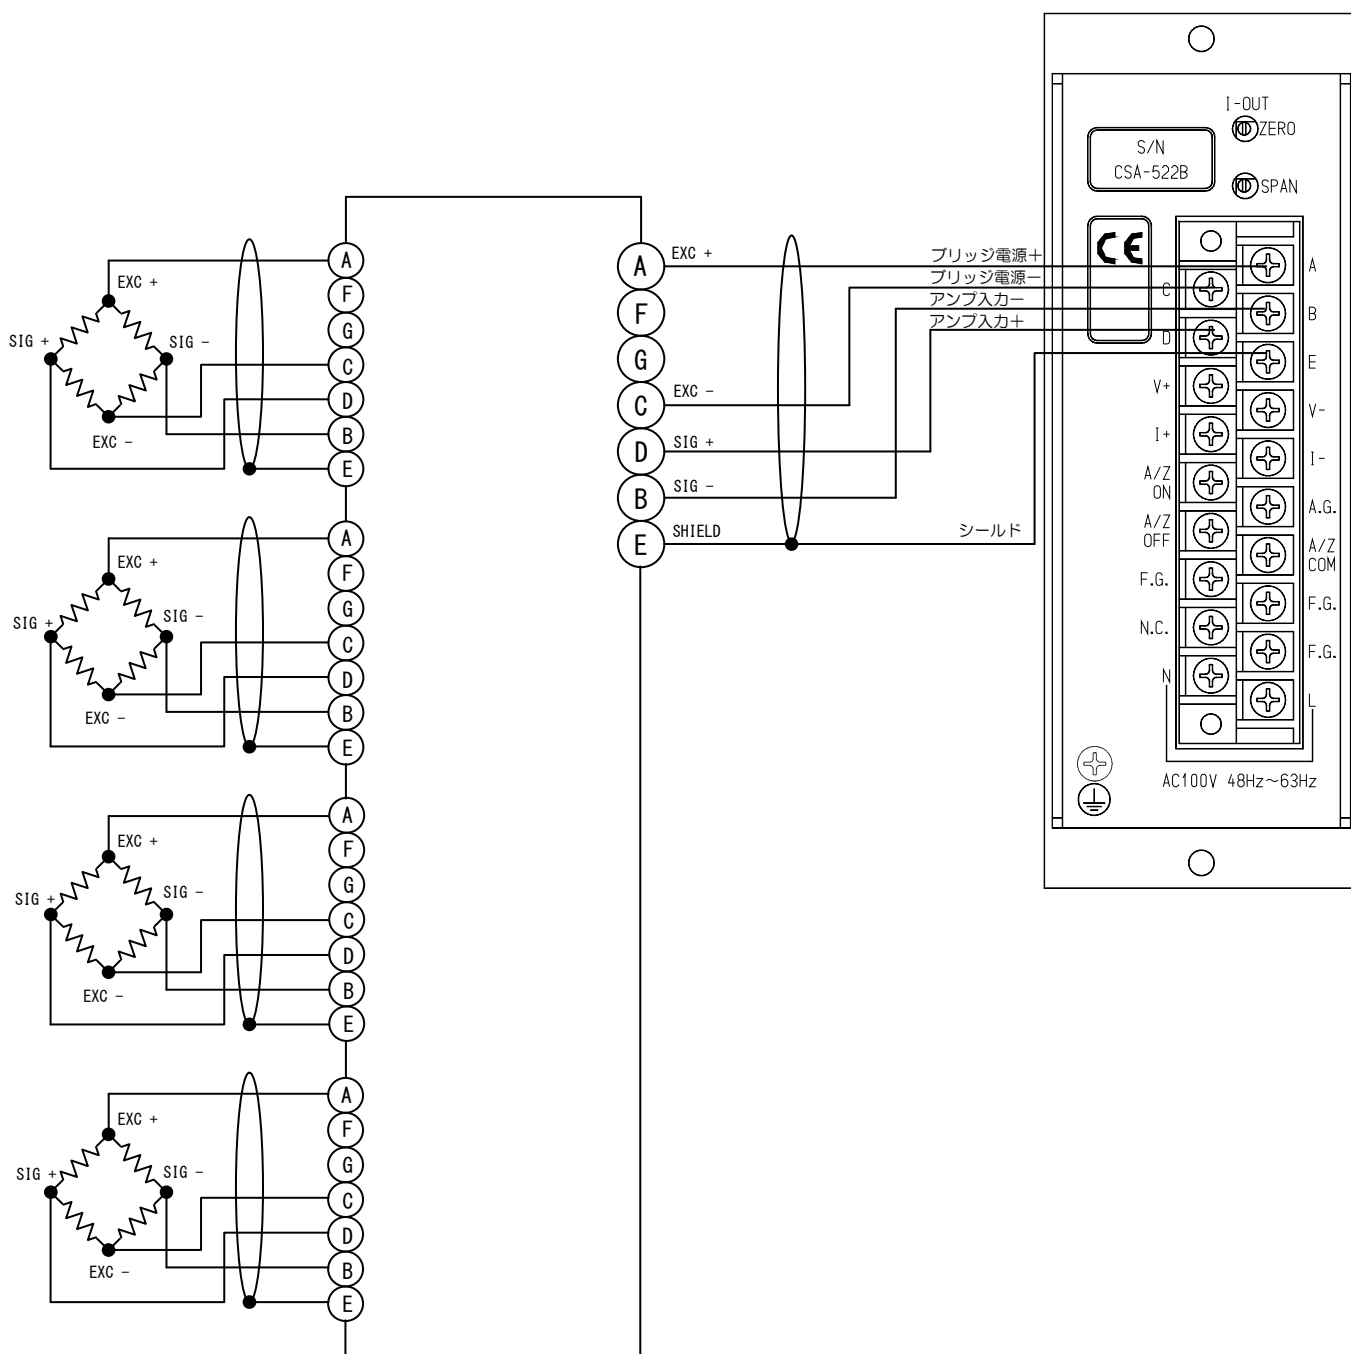 I-OUT
ZERO
S/N
CSA-522B
SPAN
CE
A
F
G
C
D
B
E
EXC +
SIG +
SIG -
EXC -
A
F
G
C
D
B
E
EXC +
SIG +
SIG -
EXC -
A
F
G
C
D
B
E
EXC +
SIG +
SIG -
EXC -
A
F
G
C
D
B
E
EXC +
SIG +
SIG -
EXC -
A
F
G
C
D
B
E
EXC +
EXC -
SIG +
SIG -
SHIELD
ブリッジ電源+
ブリッジ電源-
アンプ入力-
アンプ入力+
シールド
A
C
B
D
E
V+
V-
I+
I-
A/Z
ON
A.G.
A/Z
OFF
A/Z
COM
F.G.
F.G.
N.C.
F.G.
N
L
AC100V 48Hz~63Hz